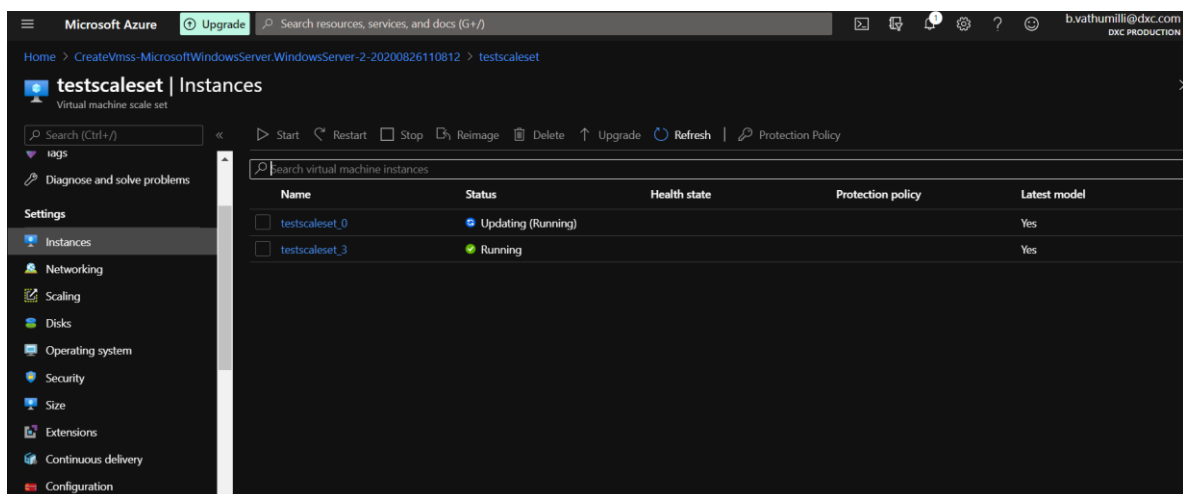 Microsoft Azure Upgrade Search resources, services, and docs (G+/) 1 b.vathumilli@dxc.com
DXC PRODUCTION
Home > CreateVmss-MicrosoftWindowsServer.WindowsServer-2-20200826110812 > testscaleset
testscaleset | Instances
Virtual machine scale set
Search (Ctrl+/) « Start Restart Stop Reimage Delete Upgrade Refresh | Protection Policy
Tags
Search virtual machine instances
Diagnose and solve problems
Name Status Health state Protection policy Latest model
Settings
testscaleset_0 Updating (Running) Yes
Instances
testscaleset_3 Running Yes
Networking
Scaling
Disks
Operating system
Security
Size
Extensions
Continuous delivery
Configuration